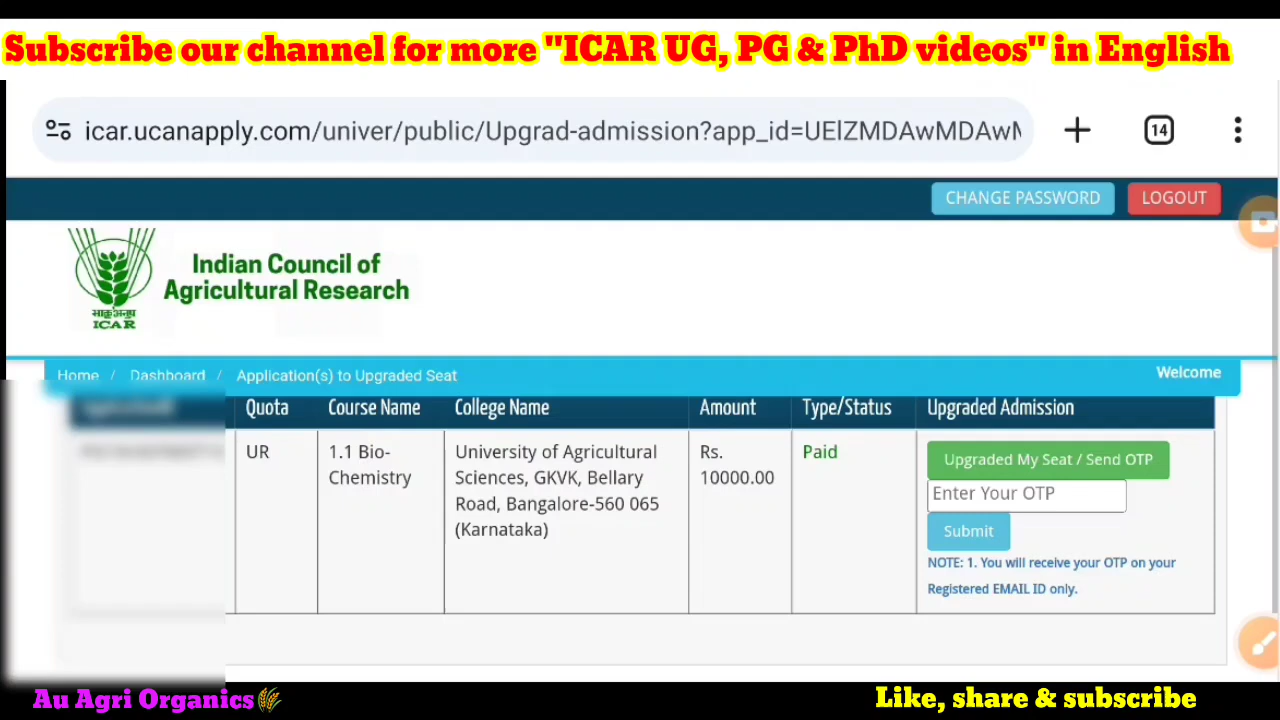 Subscribe our channel for more "ICAR UG, PG & PhD videos" in English
icar.ucanapply.com/univer/public/Upgrad-admission?app_id=UElZMDAwMDAwM
14
CHANGE PASSWORD
LOGOUT
Indian Council of
Agricultural Research
भाकृअनुप
ICAR
Home / Dashboard / Application(s) to Upgraded Seat
Welcome
Quota Course Name College Name Amount Type/Status Upgraded Admission
UR
1.1 Bio-
Chemistry
University of Agricultural
Sciences, GKVK, Bellary
Road, Bangalore-560 065
(Karnataka)
Rs.
10000.00
Paid
Upgraded My Seat / Send OTP
Enter Your OTP
Submit
NOTE: 1. You will receive your OTP on your
Registered EMAIL ID only.
Au Agri Organics🌾
Like, share & subscribe